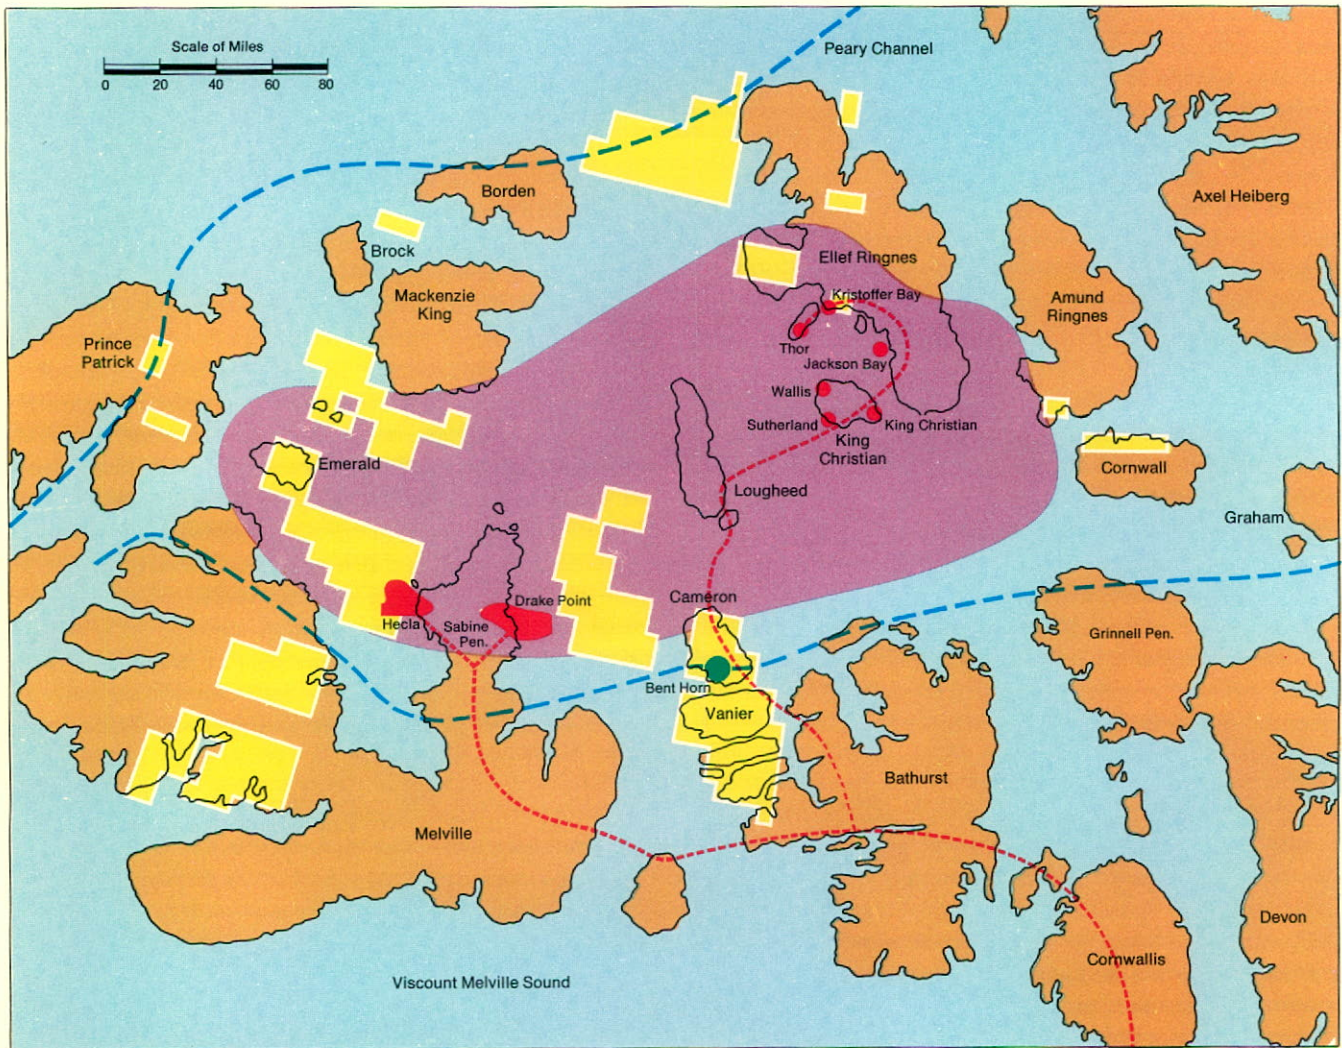 Scale of Miles
0 20 40 60 80
Peary Channel
Borden
Axel Heiberg
Brock
Ellef Ringnes
Mackenzie
King
Kristoffer Bay
Amund
Ringnes
Prince
Patrick
Thor
Jackson Bay
Wallis
Sutherland
King Christian
King
Christian
Emerald
Cornwall
Lougheed
Graham
Cameron
Drake Point
Hecla
Sabine
Pen.
Grinnell Pen.
Bent Horn
Vanier
Bathurst
Melville
Devon
Cornwallis
Viscount Melville Sound